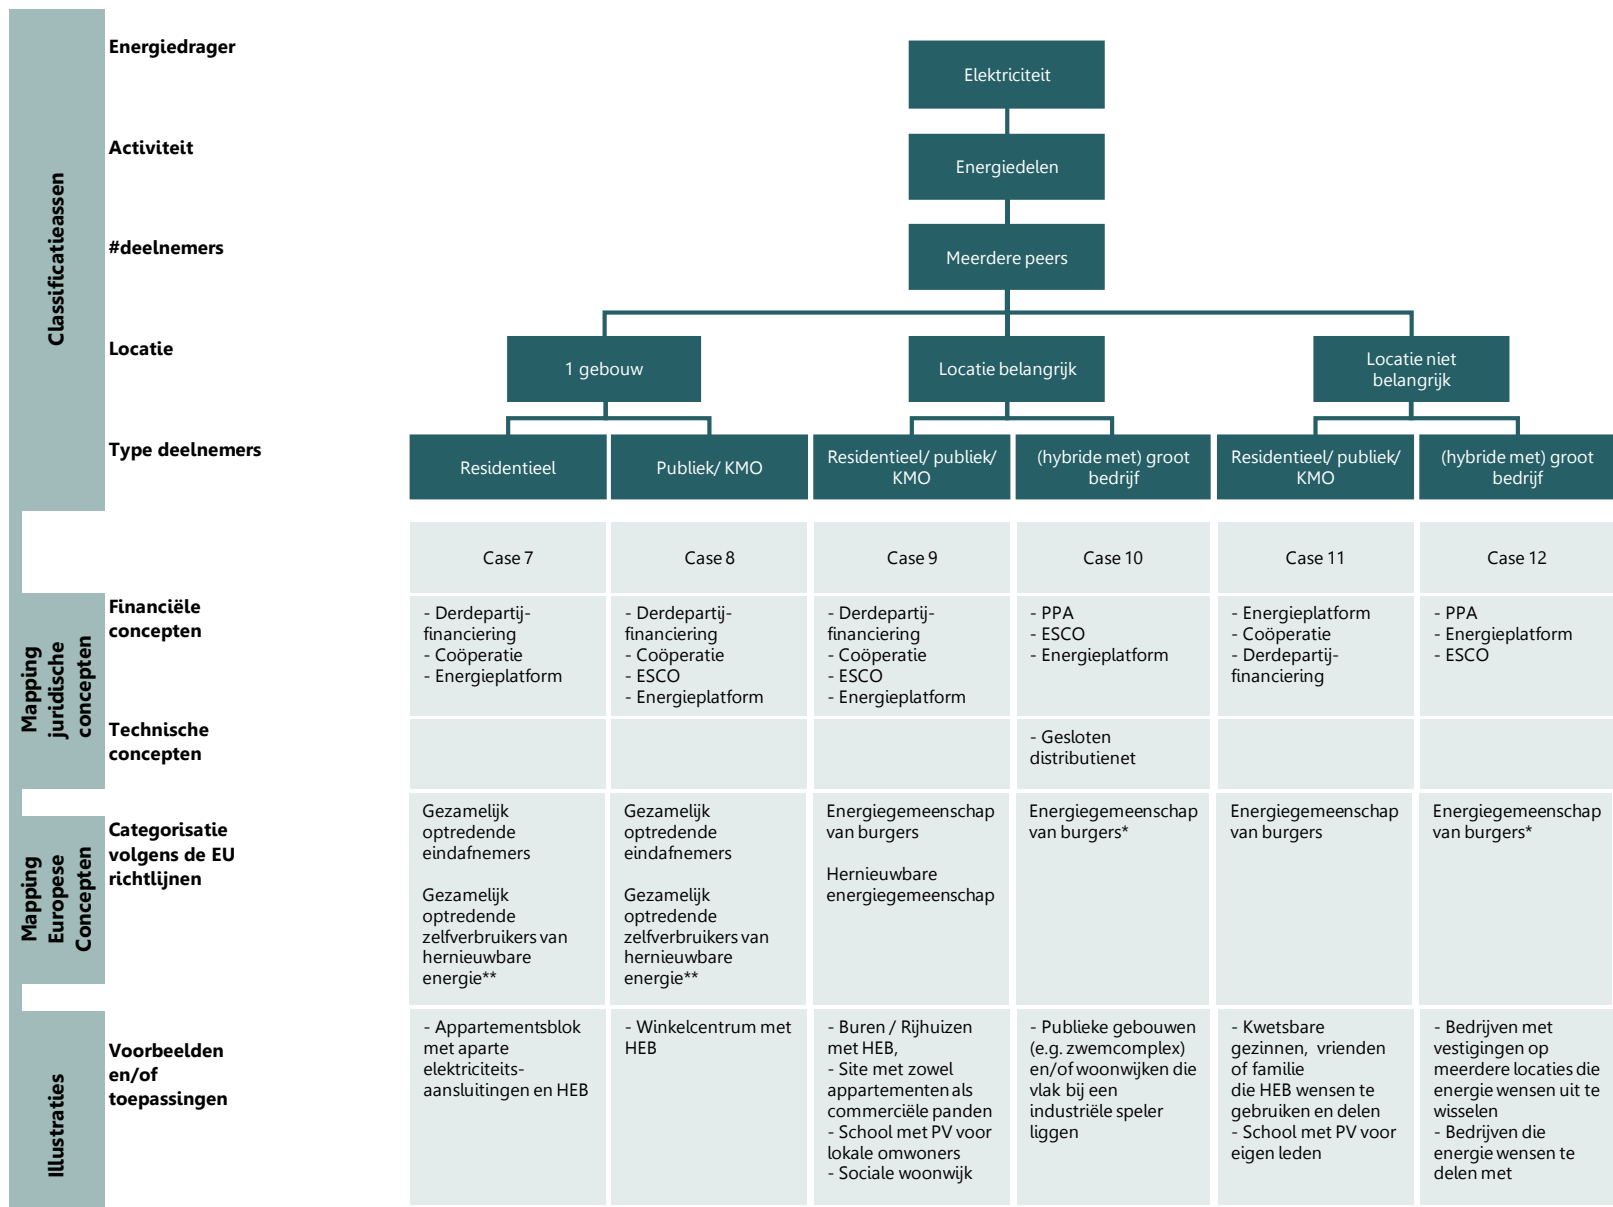 Classificatieassen
Energiedrager
Elektriciteit
Activiteit
Energiedelen
#deelnemers
Meerdere peers
Locatie
1 gebouw
Locatie belangrijk
Locatie niet
belangrijk
Type deelnemers
Residentieel
Publiek/ KMO
Residentieel/ publiek/
KMO
(hybride met) groot
bedrijf
Residentieel/ publiek/
KMO
(hybride met) groot
bedrijf
Case 7
Case 8
Case 9
Case 10
Case 11
Case 12
Mapping
juridische
concepten
Financiële
concepten
- Derdepartij-
financiering
- Coöperatie
- Energieplatform
- Derdepartij-
financiering
- Coöperatie
- ESCO
- Energieplatform
- Derdepartij-
financiering
- Coöperatie
- ESCO
- Energieplatform
- PPA
- ESCO
- Energieplatform
- Energieplatform
- Coöperatie
- Derdepartij-
financiering
- PPA
- Energieplatform
- ESCO
Technische
concepten
- Gesloten
distributienet
Mapping
Europese
Concepten
Categorisatie
volgens de EU
richtlijnen
Gezamelijk
optredende
eindafnemers
Gezamelijk
optredende
zelfverbruikers van
hernieuwbare
energie**
Gezamelijk
optredende
eindafnemers
Gezamelijk
optredende
zelfverbruikers van
hernieuwbare
energie**
Energiegemeenschap
van burgers
Hernieuwbare
energiegemeenschap
Energiegemeenschap
van burgers*
Energiegemeenschap
van burgers
Energiegemeenschap
van burgers*
Illustraties
Voorbeelden
en/of
toepassingen
- Appartementsblok
met aparte
elektriciteits-
aansluitingen en HEB
- Winkelcentrum met
HEB
- Buren / Rijhuizen
met HEB,
- Site met zowel
appartementen als
commerciële panden
- School met PV voor
lokale omwoners
- Sociale woonwijk
- Publieke gebouwen
(e.g. zwemcomplex)
en/of woonwijken die
vlak bij een
industriële speler
liggen
- Kwetsbare
gezinnen, vrienden
of familie
die HEB wensen te
gebruiken en delen
- School met PV voor
eigen leden
- Bedrijven met
vestigingen op
meerdere locaties die
energie wensen uit te
wisselen
- Bedrijven die
energie wensen te
delen met